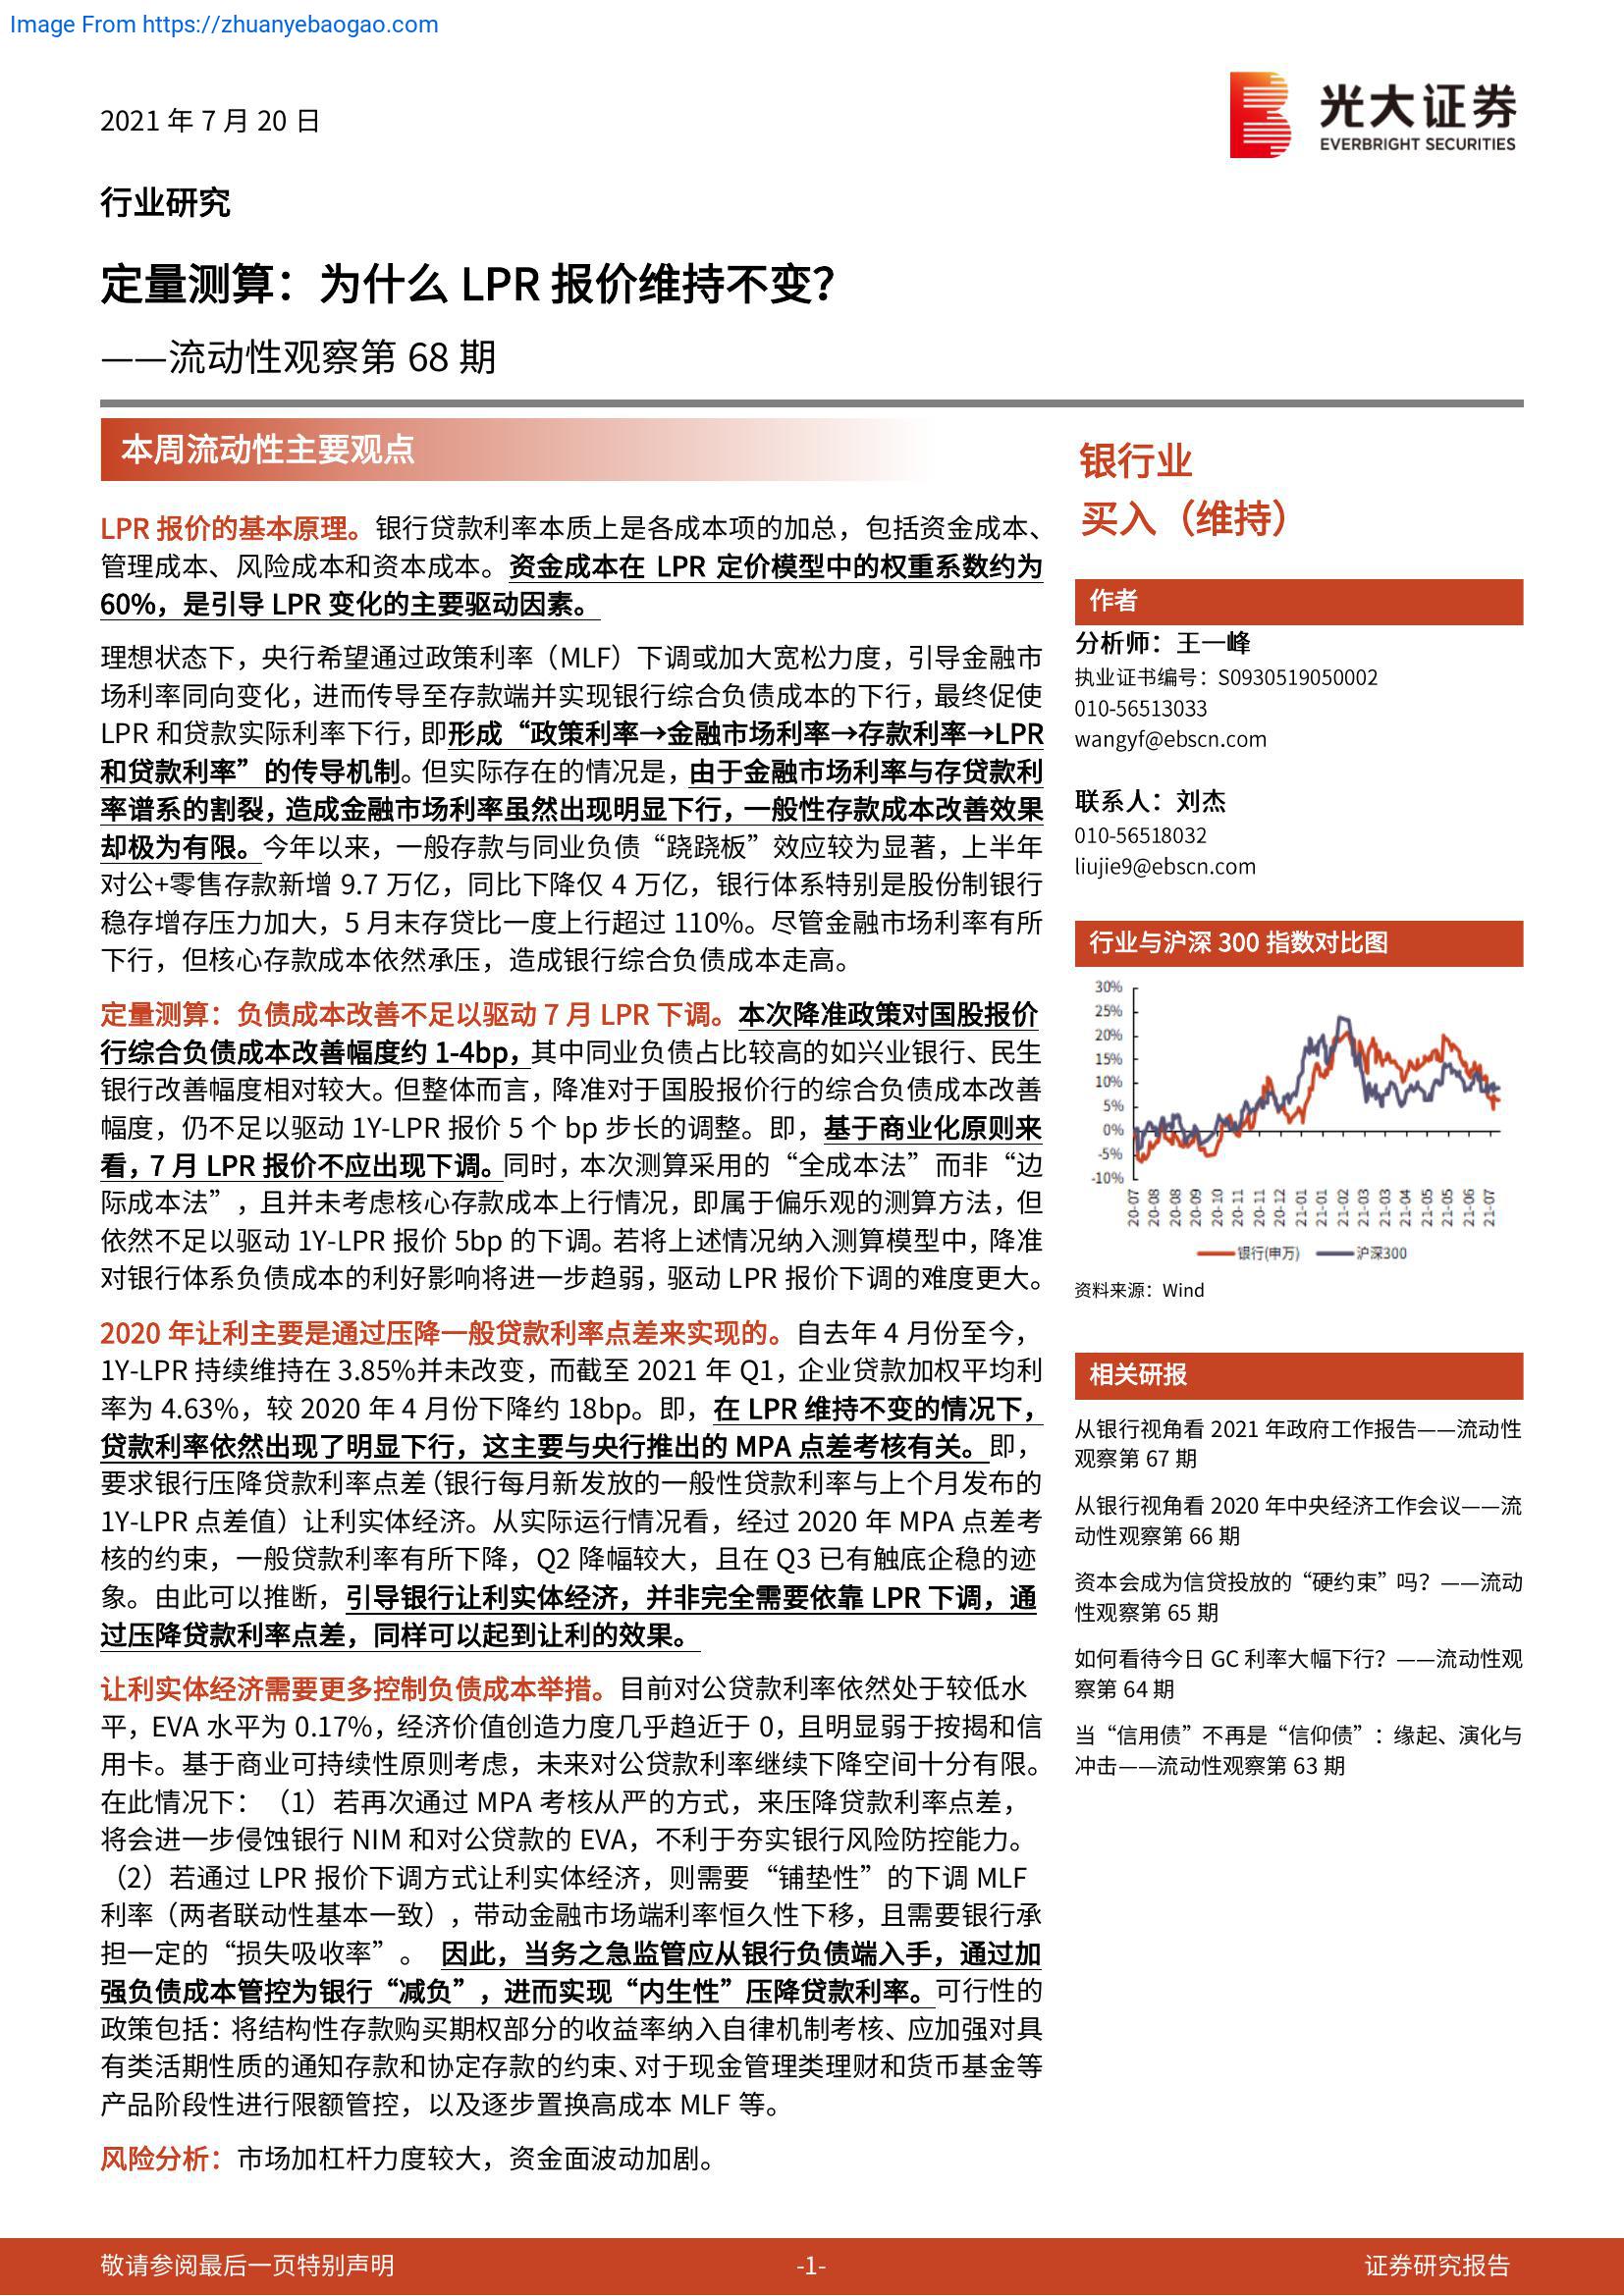 Image From https://zhuanyebaogao.com
2021 年 7 月 20 日
光大证券
EVERBRIGHT SECURITIES
行业研究
定量测算：为什么 LPR 报价维持不变？
——流动性观察第 68 期
本周流动性主要观点
LPR 报价的基本原理。银行贷款利率本质上是各成本项的加总，包括资金成本、
管理成本、风险成本和资本成本。资金成本在 LPR 定价模型中的权重系数约为
60%，是引导 LPR 变化的主要驱动因素。
理想状态下，央行希望通过政策利率（MLF）下调或加大宽松力度，引导金融市
场利率同向变化，进而传导至存款端并实现银行综合负债成本的下行，最终促使
LPR 和贷款实际利率下行，即形成“政策利率→金融市场利率→存款利率→LPR
和贷款利率”的传导机制。但实际存在的情况是，由于金融市场利率与存贷款利
率谱系的割裂，造成金融市场利率虽然出现明显下行，一般性存款成本改善效果
却极为有限。今年以来，一般存款与同业负债“跷跷板”效应较为显著，上半年
对公+零售存款新增 9.7 万亿，同比下降仅 4 万亿，银行体系特别是股份制银行
稳存增存压力加大，5 月末存贷比一度上行超过 110%。尽管金融市场利率有所
下行，但核心存款成本依然承压，造成银行综合负债成本走高。
定量测算：负债成本改善不足以驱动 7 月 LPR 下调。本次降准政策对国股报价
行综合负债成本改善幅度约 1-4bp，其中同业负债占比较高的如兴业银行、民生
银行改善幅度相对较大。但整体而言，降准对于国股报价行的综合负债成本改善
幅度，仍不足以驱动 1Y-LPR 报价 5 个 bp 步长的调整。即，基于商业化原则来
看，7 月 LPR 报价不应出现下调。同时，本次测算采用的“全成本法”而非“边
际成本法”，且并未考虑核心存款成本上行情况，即属于偏乐观的测算方法，但
依然不足以驱动 1Y-LPR 报价 5bp 的下调。若将上述情况纳入测算模型中，降准
对银行体系负债成本的利好影响将进一步趋弱，驱动 LPR 报价下调的难度更大。
2020 年让利主要是通过压降一般贷款利率点差来实现的。自去年 4 月份至今，
1Y-LPR 持续维持在 3.85%并未改变，而截至 2021 年 Q1，企业贷款加权平均利
率为 4.63%，较 2020 年 4 月份下降约 18bp。即，在 LPR 维持不变的情况下，
贷款利率依然出现了明显下行，这主要与央行推出的 MPA 点差考核有关。即，
要求银行压降贷款利率点差（银行每月新发放的一般性贷款利率与上个月发布的
1Y-LPR 点差值）让利实体经济。从实际运行情况看，经过 2020 年 MPA 点差考
核的约束，一般贷款利率有所下降，Q2 降幅较大，且在 Q3 已有触底企稳的迹
象。由此可以推断，引导银行让利实体经济，并非完全需要依靠 LPR 下调，通
过压降贷款利率点差，同样可以起到让利的效果。
让利实体经济需要更多控制负债成本举措。目前对公贷款利率依然处于较低水
平，EVA 水平为 0.17%，经济价值创造力度几乎趋近于 0，且明显弱于按揭和信
用卡。基于商业可持续性原则考虑，未来对公贷款利率继续下降空间十分有限。
在此情况下：（1）若再次通过 MPA 考核从严的方式，来压降贷款利率点差，
将会进一步侵蚀银行 NIM 和对公贷款的 EVA，不利于夯实银行风险防控能力。
（2）若通过 LPR 报价下调方式让利实体经济，则需要“铺垫性”的下调 MLF
利率（两者联动性基本一致），带动金融市场端利率恒久性下移，且需要银行承
担一定的“损失吸收率”。 因此，当务之急监管应从银行负债端入手，通过加
强负债成本管控为银行“减负”，进而实现“内生性”压降贷款利率。可行性的
政策包括：将结构性存款购买期权部分的收益率纳入自律机制考核、应加强对具
有类活期性质的通知存款和协定存款的约束、对于现金管理类理财和货币基金等
产品阶段性进行限额管控，以及逐步置换高成本 MLF 等。
风险分析：市场加杠杆力度较大，资金面波动加剧。
银行业
买入（维持）
作者
分析师：王一峰
执业证书编号：S0930519050002
010-56513033
wangyf@ebscn.com
联系人：刘杰
010-56518032
liujie9@ebscn.com
行业与沪深 300 指数对比图
30%
25%
20%
15%
10%
5%
0%
-5%
-10%
20-07
20-08
20-08
20-09
20-10
20-11
20-11
20-12
21-01
21-01
21-02
21-03
21-03
21-04
21-05
21-05
21-06
21-07
银行(申万) 沪深300
资料来源：Wind
相关研报
从银行视角看 2021 年政府工作报告——流动性
观察第 67 期
从银行视角看 2020 年中央经济工作会议——流
动性观察第 66 期
资本会成为信贷投放的“硬约束”吗？——流动
性观察第 65 期
如何看待今日 GC 利率大幅下行？——流动性观
察第 64 期
当“信用债”不再是“信仰债”：缘起、演化与
冲击——流动性观察第 63 期
敬请参阅最后一页特别声明
-1-
证券研究报告